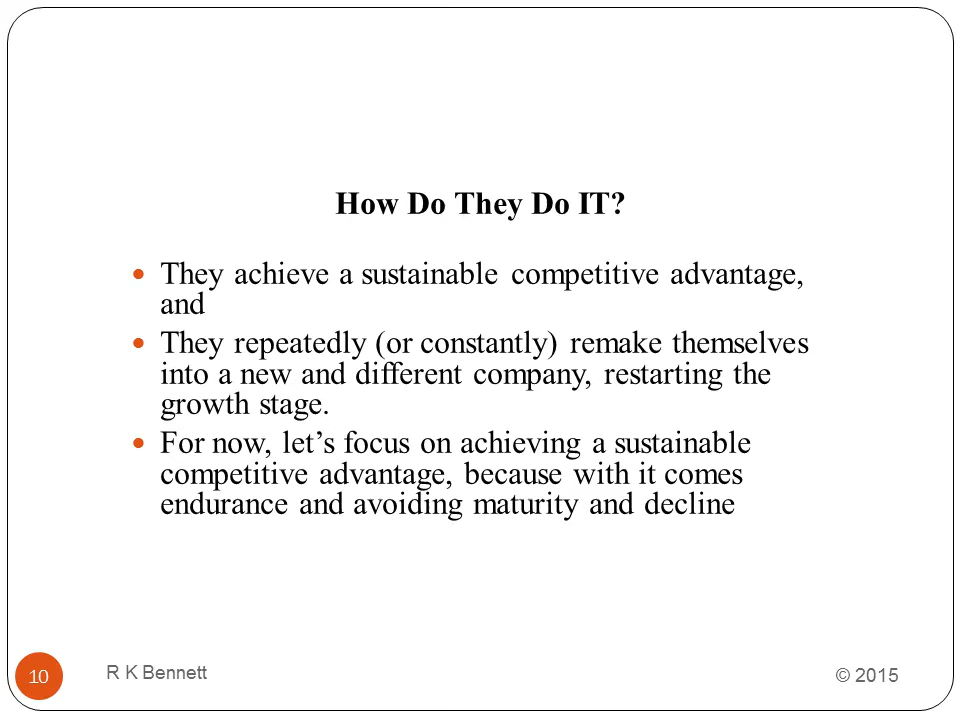 How Do They Do IT?
They achieve a sustainable competitive advantage,
and
They repeatedly (or constantly) remake themselves
into a new and different company, restarting the
growth stage.
For now, let’s focus on achieving a sustainable
competitive advantage, because with it comes
endurance and avoiding maturity and decline
10
R K Bennett
© 2015